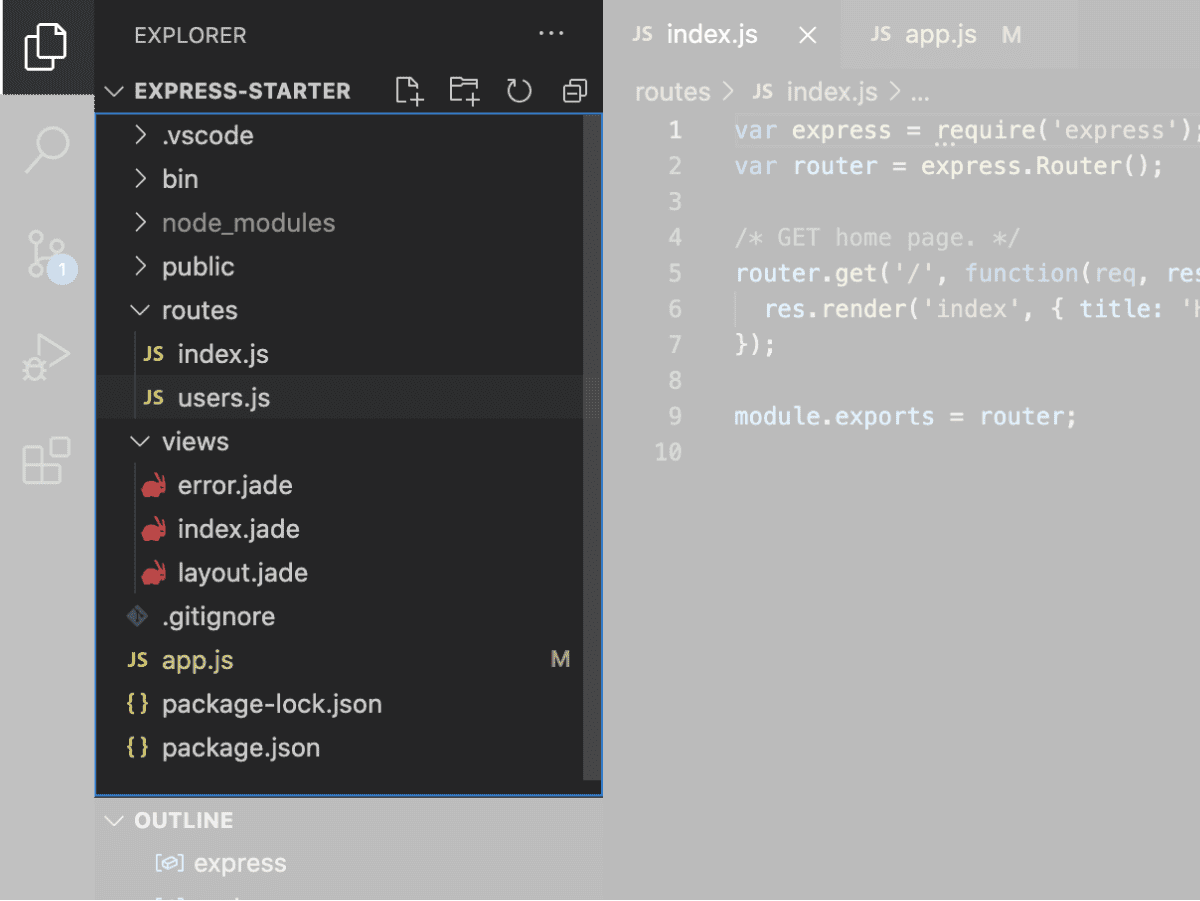 EXPLORER
EXPRESS-STARTER
.vscode
bin
node_modules
public
routes
JS index.js
JS users.js
views
error.jade
index.jade
layout.jade
.gitignore
JS app.js M
{} package-lock.json
{} package.json
OUTLINE
express
1
JS index.js
JS app.js M
routes > JS index.js > ...
1 var express = require('express');
2 var router = express.Router();
3
4 /* GET home page. */
5 router.get('/', function(req, res
6 res.render('index', { title: '
7 });
8
9 module.exports = router;
10